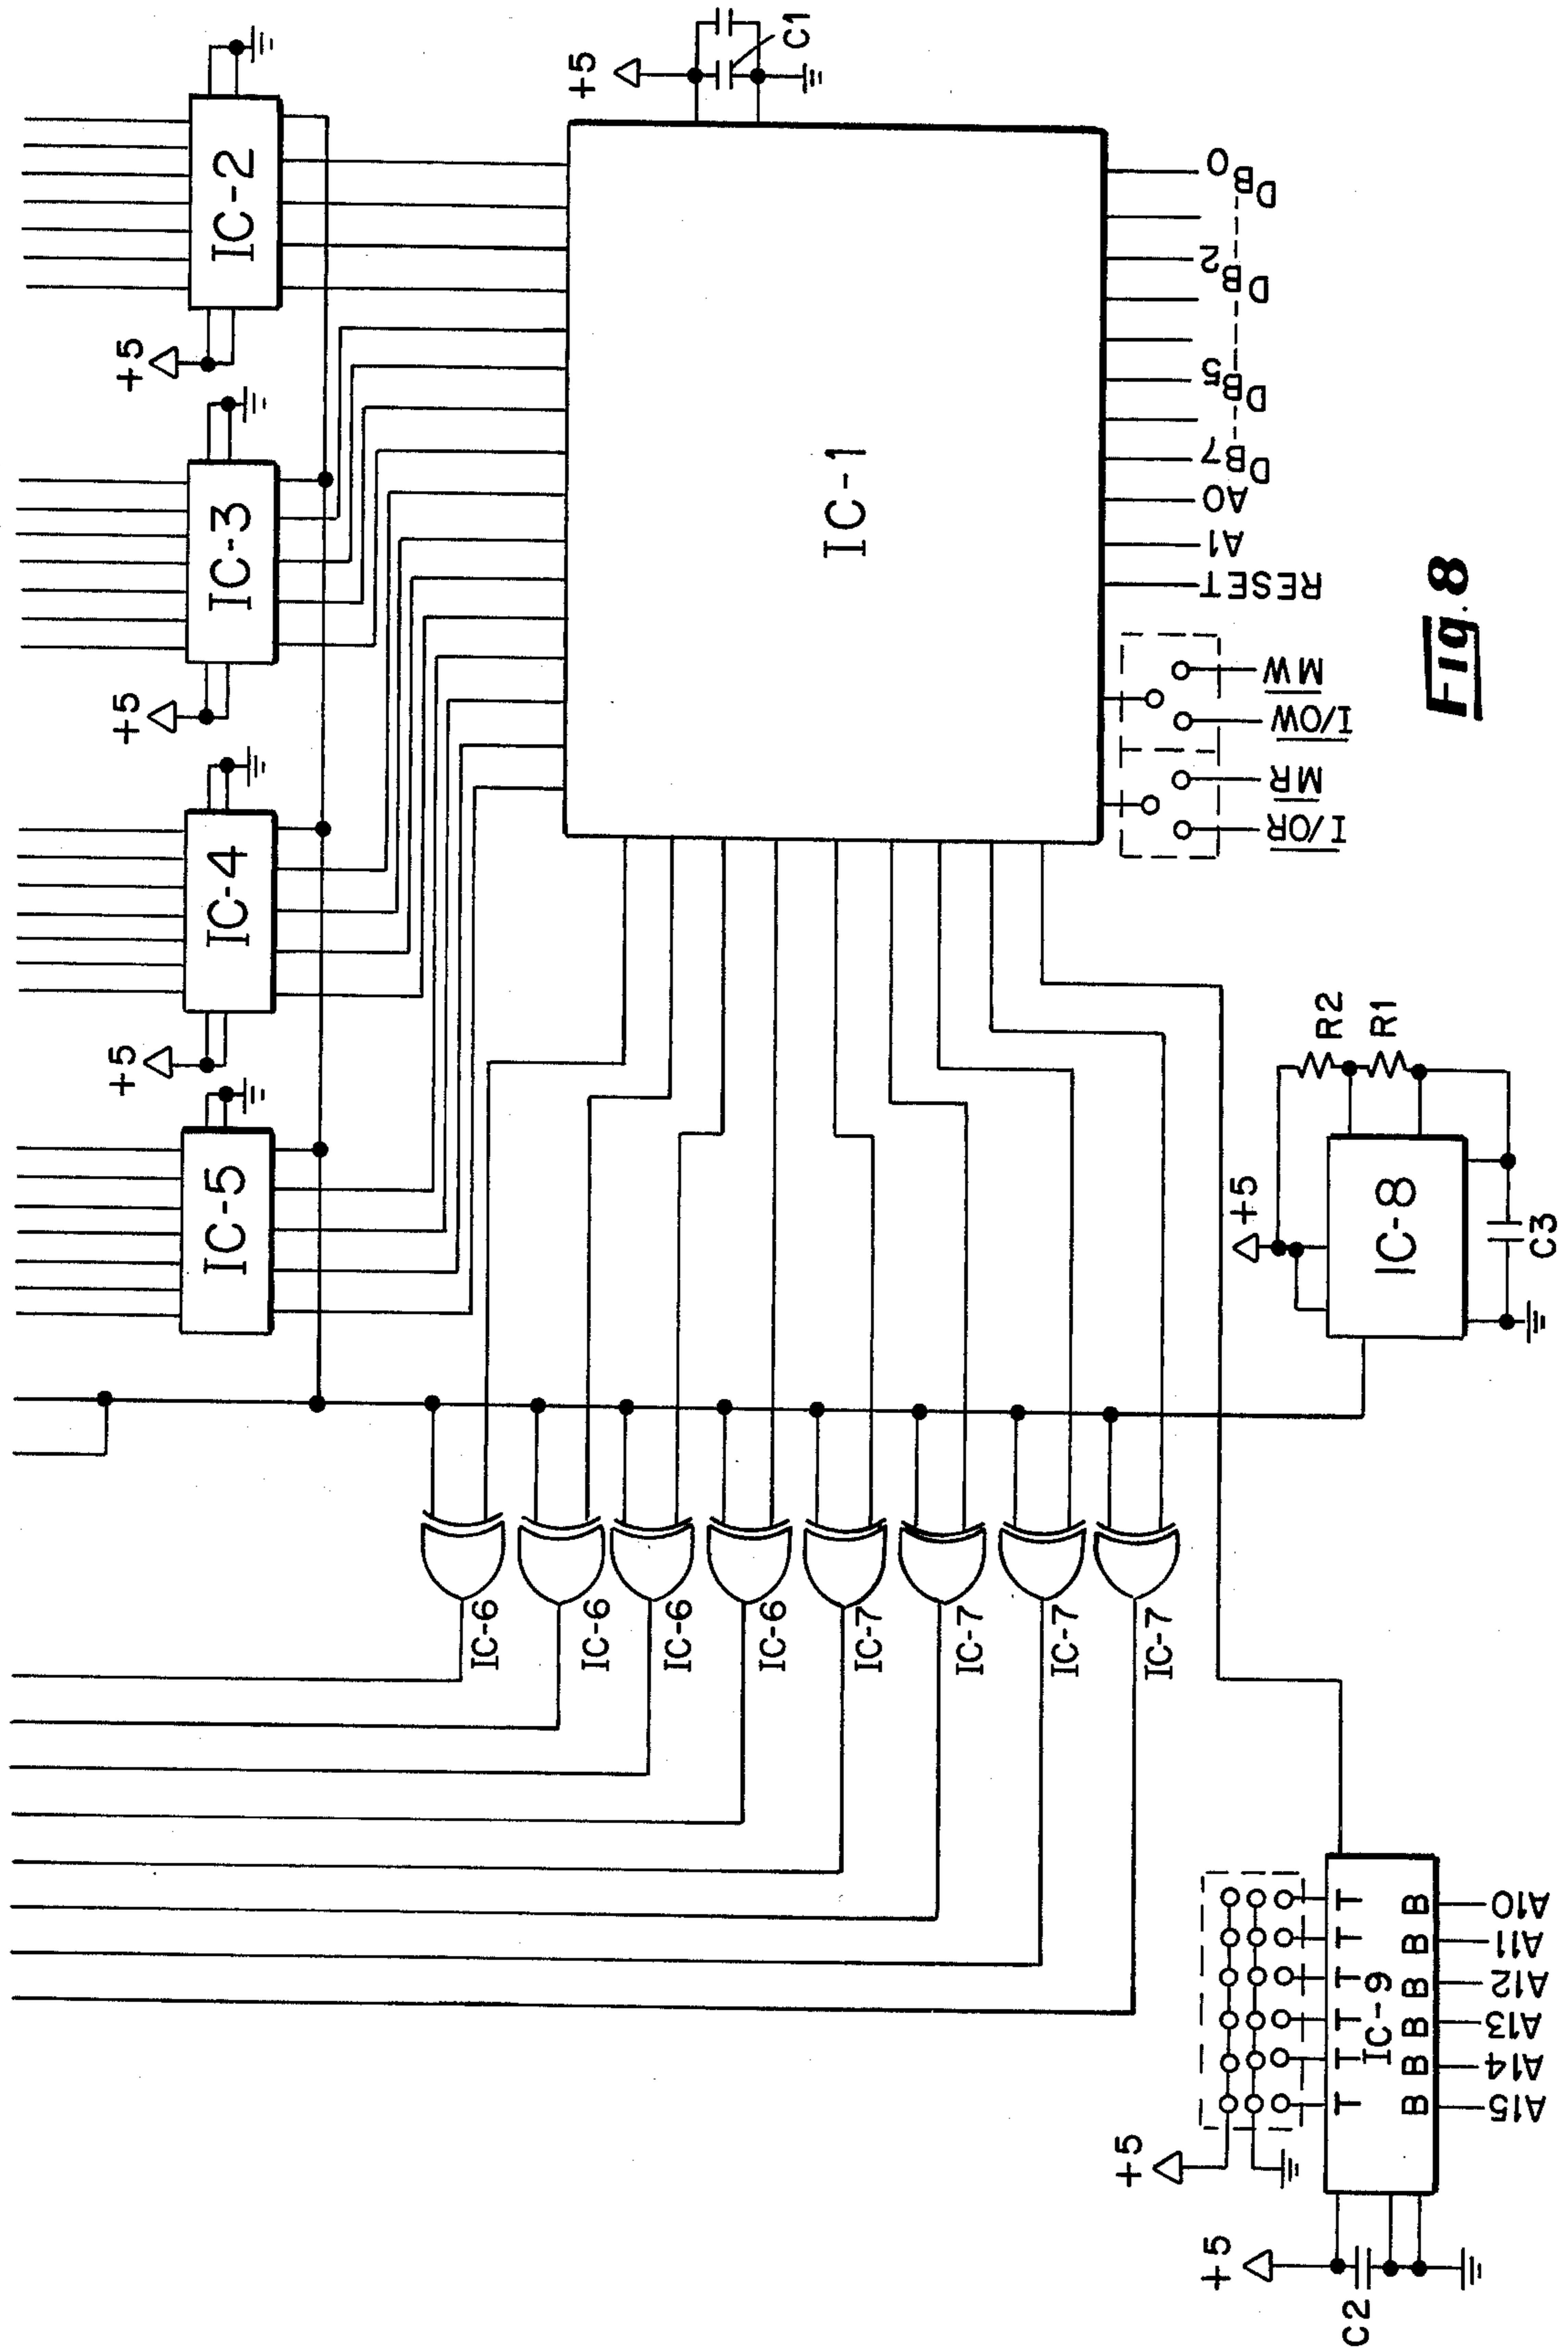 +5
IC-2
+5
IC-3
+5
IC-4
+5
IC-5
+5
C1
IC-1
DB0
DB2
DB5
DB7
A0
A1
RESET
MW
I/OW
MR
I/OR
IC-6
IC-6
IC-6
IC-6
IC-7
IC-7
IC-7
IC-7
+5
R2
R1
IC-8
C3
+5
T T T T T T
IC-9
B B B B B B
A15
A14
A13
A12
A11
A10
+5
C2
Fig. 8